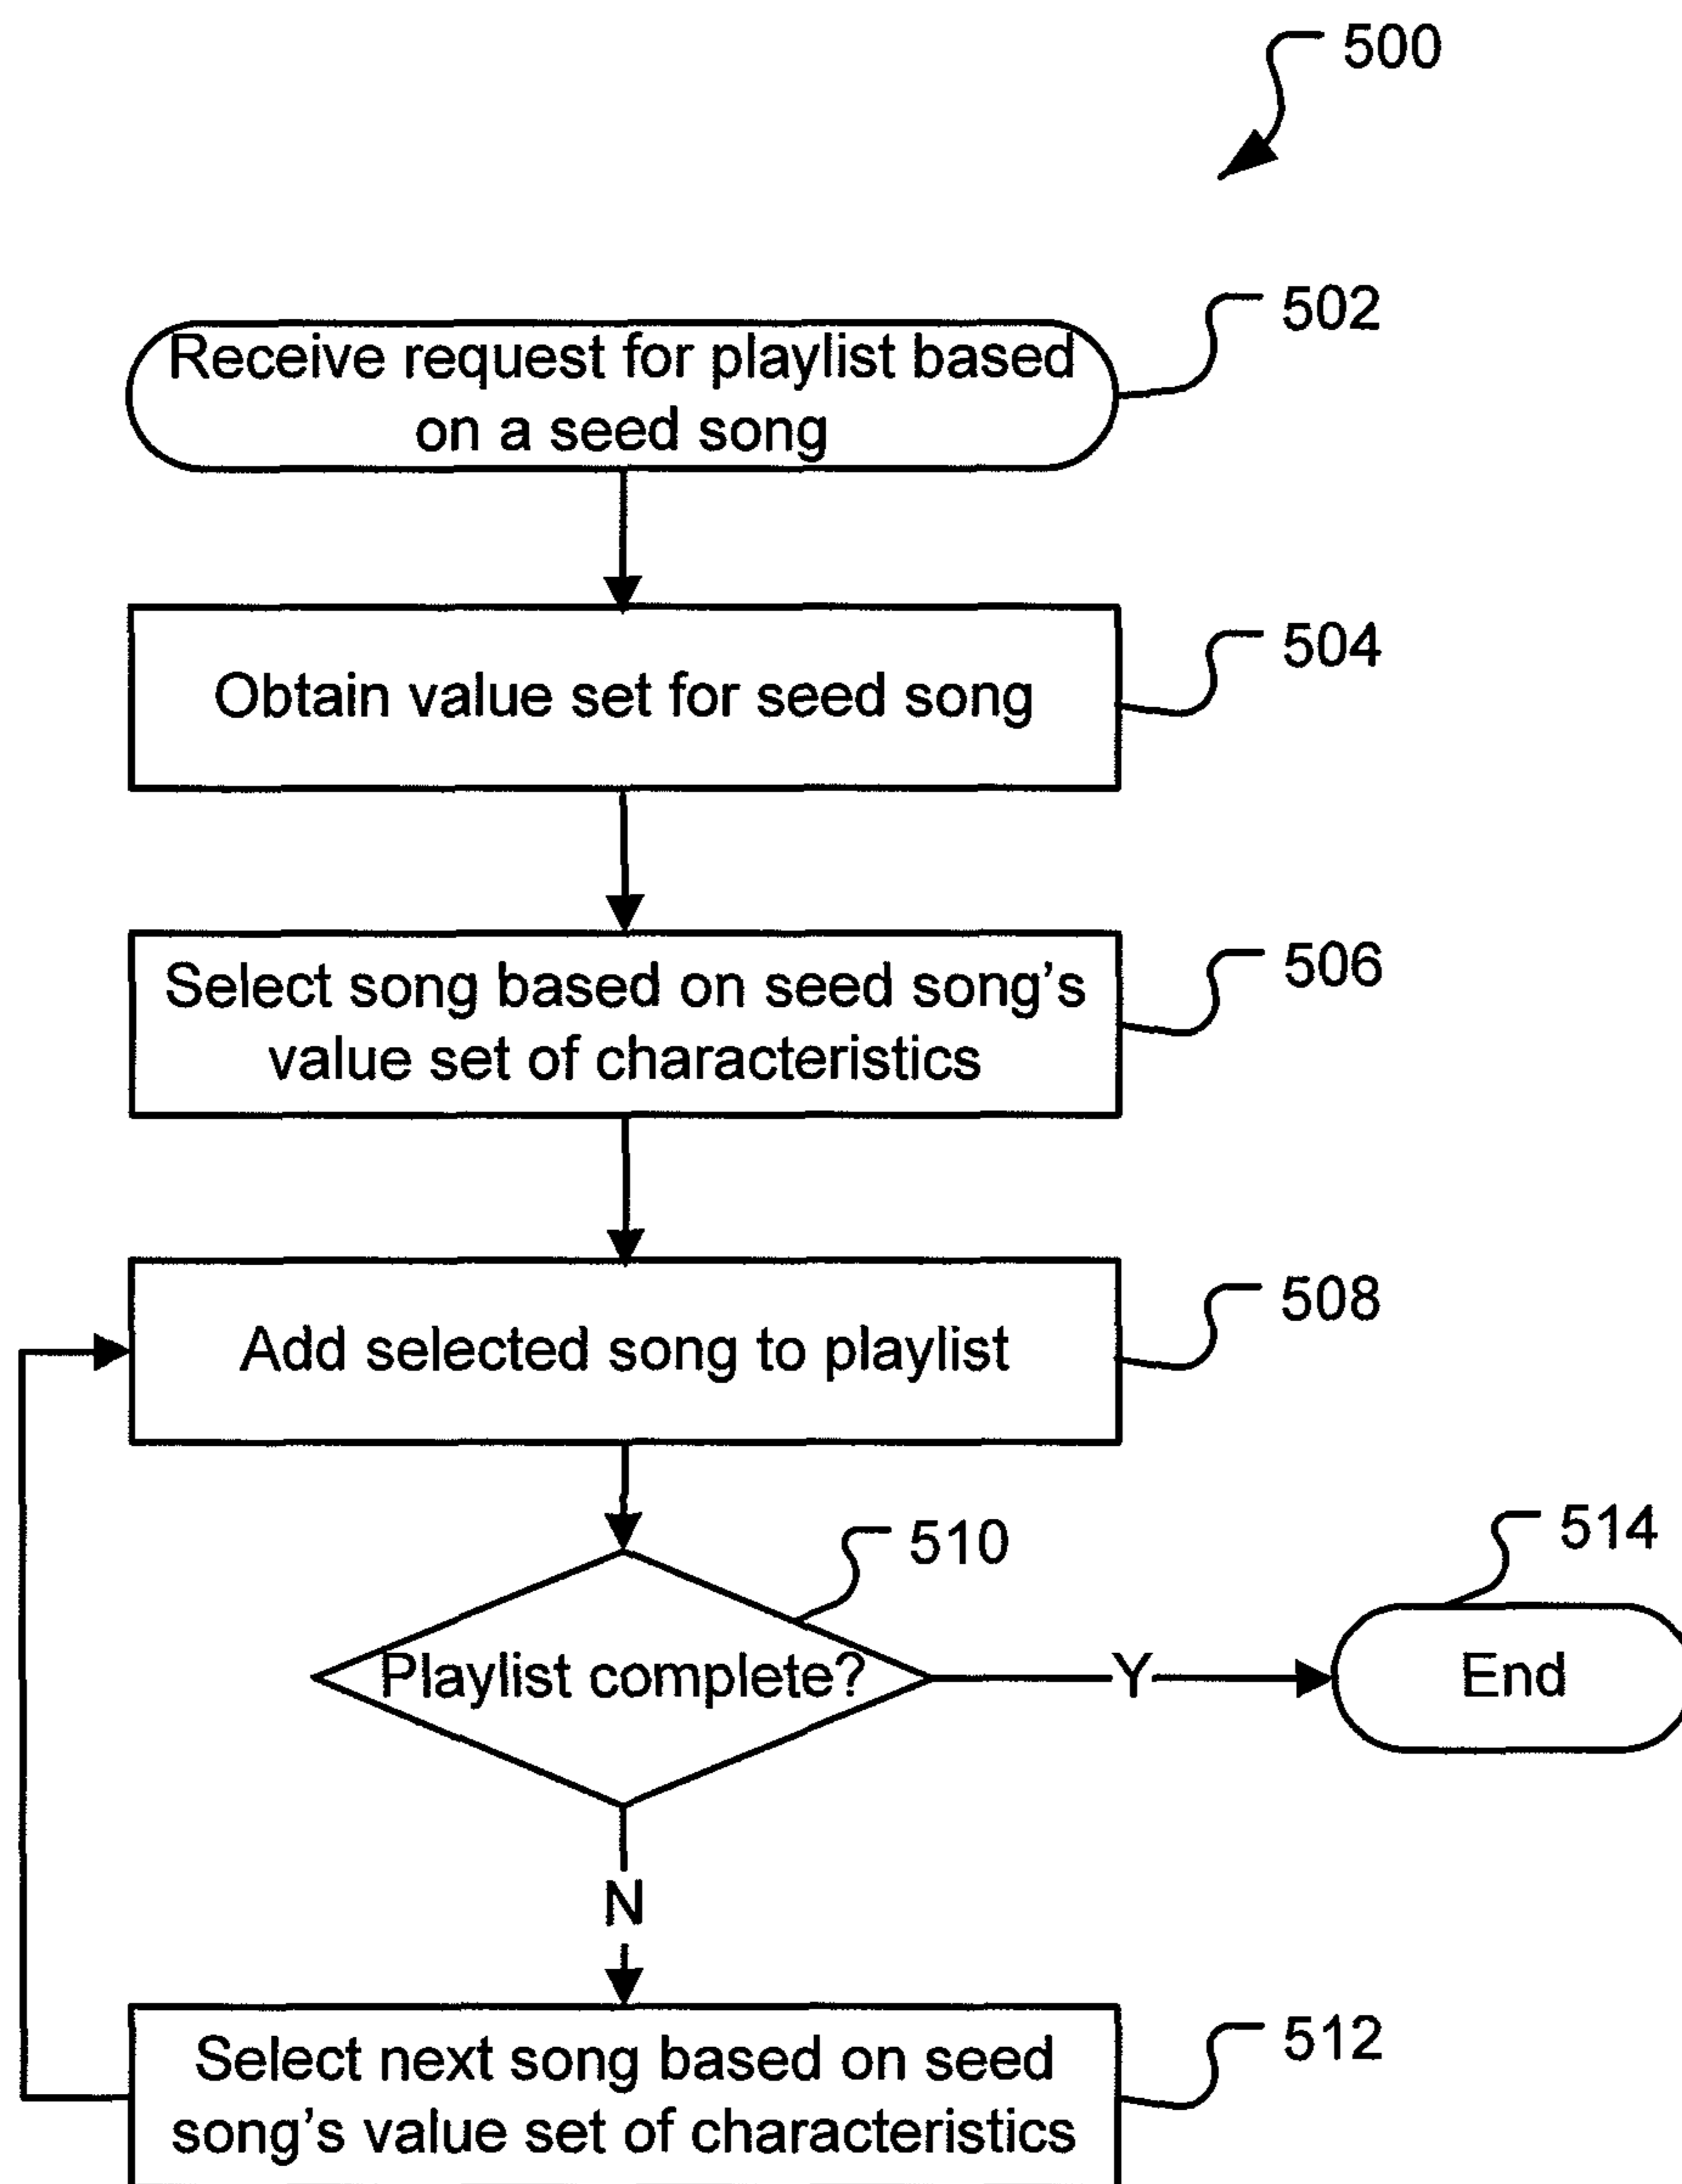 500
Receive request for playlist based
on a seed song
502
Obtain value set for seed song
504
Select song based on seed song's
value set of characteristics
506
Add selected song to playlist
508
Playlist complete?
510
Y
End
514
N
Select next song based on seed
song's value set of characteristics
512